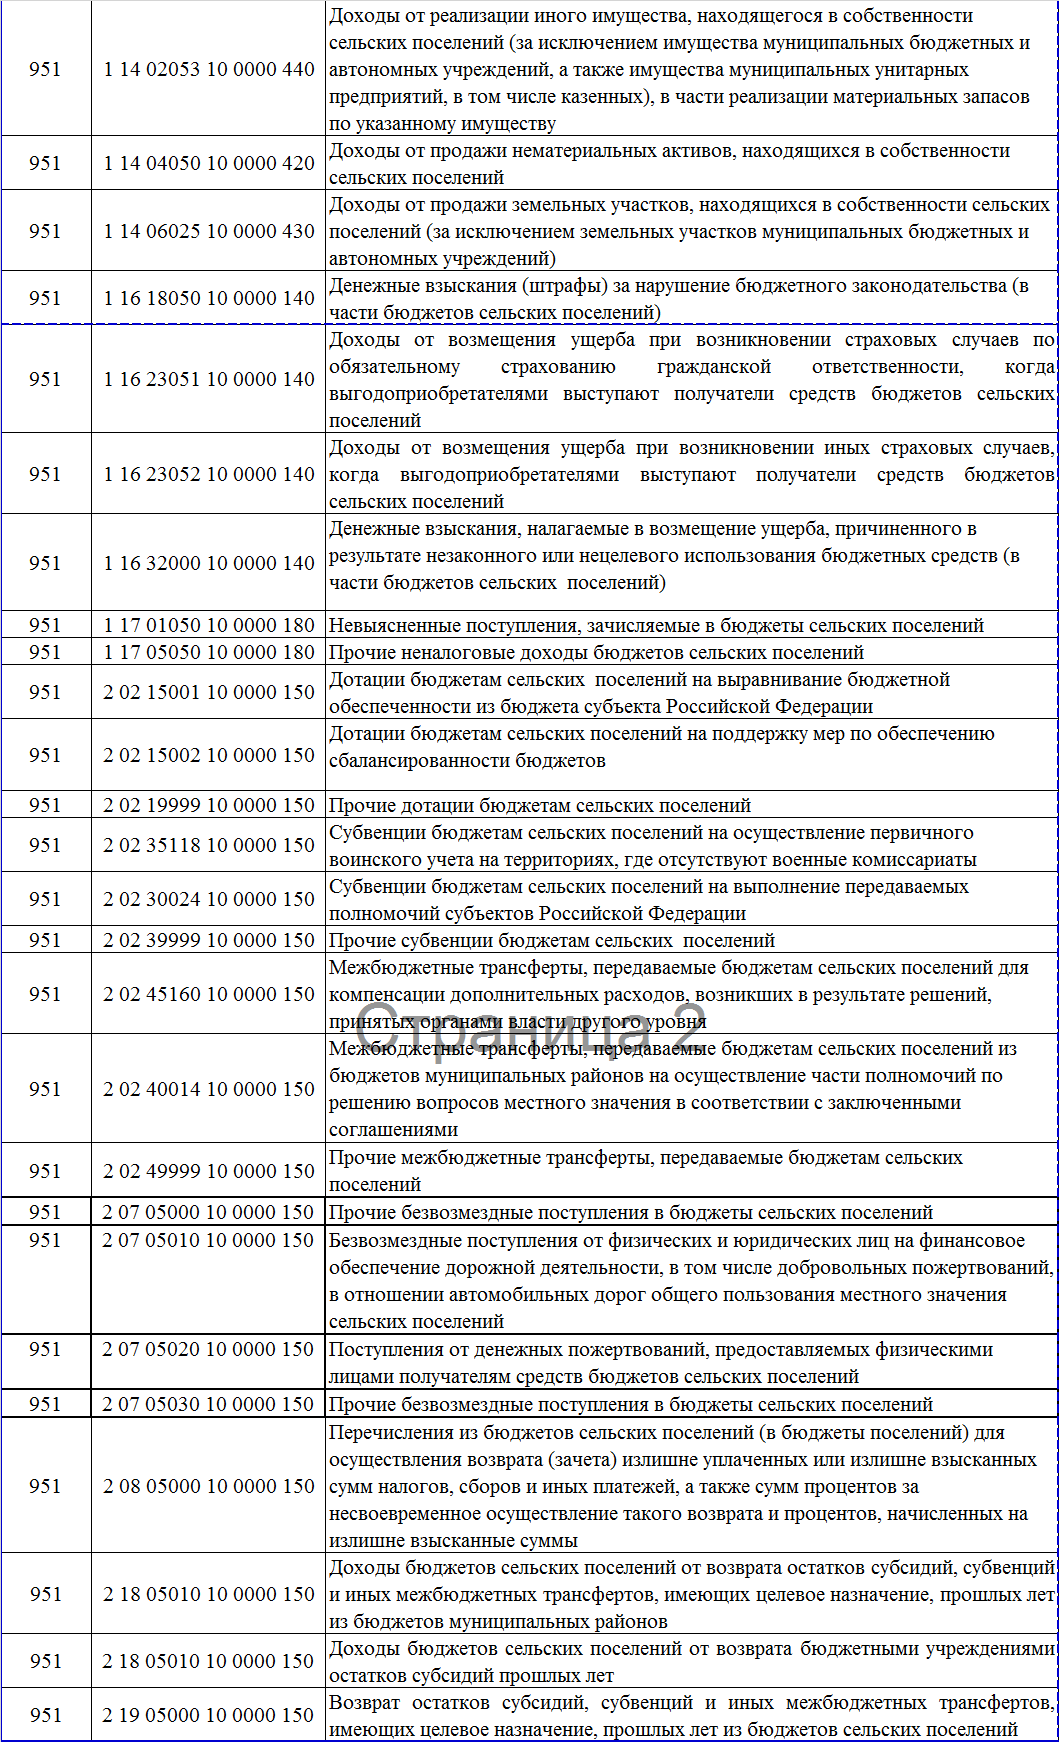 951 1 14 02053 10 0000 440 Доходы от реализации иного имущества, находящегося в собственности
сельских поселений (за исключением имущества муниципальных бюджетных и
автономных учреждений, а также имущества муниципальных унитарных
предприятий, в том числе казенных), в части реализации материальных запасов
по указанному имуществу
951 1 14 04050 10 0000 420 Доходы от продажи нематериальных активов, находящихся в собственности
сельских поселений
951 1 14 06025 10 0000 430 Доходы от продажи земельных участков, находящихся в собственности сельских
поселений (за исключением земельных участков муниципальных бюджетных и
автономных учреждений)
951 1 16 18050 10 0000 140 Денежные взыскания (штрафы) за нарушение бюджетного законодательства (в
части бюджетов сельских поселений)
951 1 16 23051 10 0000 140 Доходы от возмещения ущерба при возникновении страховых случаев по
обязательному страхованию гражданской ответственности, когда
выгодоприобретателями выступают получатели средств бюджетов сельских
поселений
951 1 16 23052 10 0000 140 Доходы от возмещения ущерба при возникновении иных страховых случаев,
когда выгодоприобретателями выступают получатели средств бюджетов
сельских поселений
951 1 16 32000 10 0000 140 Денежные взыскания, налагаемые в возмещение ущерба, причиненного в
результате незаконного или нецелевого использования бюджетных средств (в
части бюджетов сельских поселений)
951 1 17 01050 10 0000 180 Невыясненные поступления, зачисляемые в бюджеты сельских поселений
951 1 17 05050 10 0000 180 Прочие неналоговые доходы бюджетов сельских поселений
951 2 02 15001 10 0000 150 Дотации бюджетам сельских поселений на выравнивание бюджетной
обеспеченности из бюджета субъекта Российской Федерации
951 2 02 15002 10 0000 150 Дотации бюджетам сельских поселений на поддержку мер по обеспечению
сбалансированности бюджетов
951 2 02 19999 10 0000 150 Прочие дотации бюджетам сельских поселений
951 2 02 35118 10 0000 150 Субвенции бюджетам сельских поселений на осуществление первичного
воинского учета на территориях, где отсутствуют военные комиссариаты
951 2 02 30024 10 0000 150 Субвенции бюджетам сельских поселений на выполнение передаваемых
полномочий субъектов Российской Федерации
951 2 02 39999 10 0000 150 Прочие субвенции бюджетам сельских поселений
951 2 02 45160 10 0000 150 Межбюджетные трансферты, передаваемые бюджетам сельских поселений для
компенсации дополнительных расходов, возникших в результате решений,
принятых органами власти другого уровня
Страница 2
951 2 02 40014 10 0000 150 Межбюджетные трансферты, передаваемые бюджетам сельских поселений из
бюджетов муниципальных районов на осуществление части полномочий по
решению вопросов местного значения в соответствии с заключенными
соглашениями
951 2 02 49999 10 0000 150 Прочие межбюджетные трансферты, передаваемые бюджетам сельских
поселений
951 2 07 05000 10 0000 150 Прочие безвозмездные поступления в бюджеты сельских поселений
951 2 07 05010 10 0000 150 Безвозмездные поступления от физических и юридических лиц на финансовое
обеспечение дорожной деятельности, в том числе добровольных пожертвований,
в отношении автомобильных дорог общего пользования местного значения
сельских поселений
951 2 07 05020 10 0000 150 Поступления от денежных пожертвований, предоставляемых физическими
лицами получателям средств бюджетов сельских поселений
951 2 07 05030 10 0000 150 Прочие безвозмездные поступления в бюджеты сельских поселений
951 2 08 05000 10 0000 150 Перечисления из бюджетов сельских поселений (в бюджеты поселений) для
осуществления возврата (зачета) излишне уплаченных или излишне взысканных
сумм налогов, сборов и иных платежей, а также сумм процентов за
несвоевременное осуществление такого возврата и процентов, начисленных на
излишне взысканные суммы
951 2 18 05010 10 0000 150 Доходы бюджетов сельских поселений от возврата остатков субсидий, субвенций
и иных межбюджетных трансфертов, имеющих целевое назначение, прошлых лет
из бюджетов муниципальных районов
951 2 18 05010 10 0000 150 Доходы бюджетов сельских поселений от возврата бюджетными учреждениями
остатков субсидий прошлых лет
951 2 19 05000 10 0000 150 Возврат остатков субсидий, субвенций и иных межбюджетных трансфертов,
имеющих целевое назначение, прошлых лет из бюджетов сельских поселений